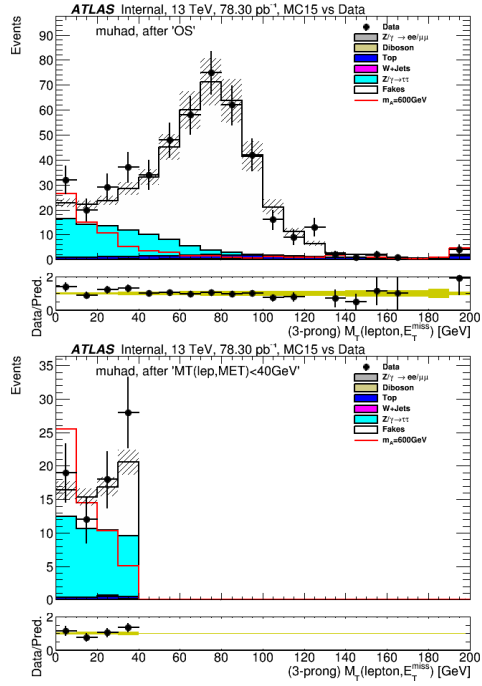 ATLAS Internal, 13 TeV, 78.30 pb⁻¹, MC15 vs Data
Events
muhad, after 'OS'
Data
Z/γ → ee/μμ
Diboson
Top
W+Jets
Z/γ→ττ
Fakes
m_A=600GeV
90
80
70
60
50
40
30
20
10
0
Data/Pred.
2
1
0
0 20 40 60 80 100 120 140 160 180 200
(3-prong) M_T(lepton,E_T^miss) [GeV]
ATLAS Internal, 13 TeV, 78.30 pb⁻¹, MC15 vs Data
Events
muhad, after 'MT(lep,MET)<40GeV'
Data
Z/γ → ee/μμ
Diboson
Top
W+Jets
Z/γ→ττ
Fakes
m_A=600GeV
35
30
25
20
15
10
5
0
Data/Pred.
2
1
0
0 20 40 60 80 100 120 140 160 180 200
(3-prong) M_T(lepton,E_T^miss) [GeV]